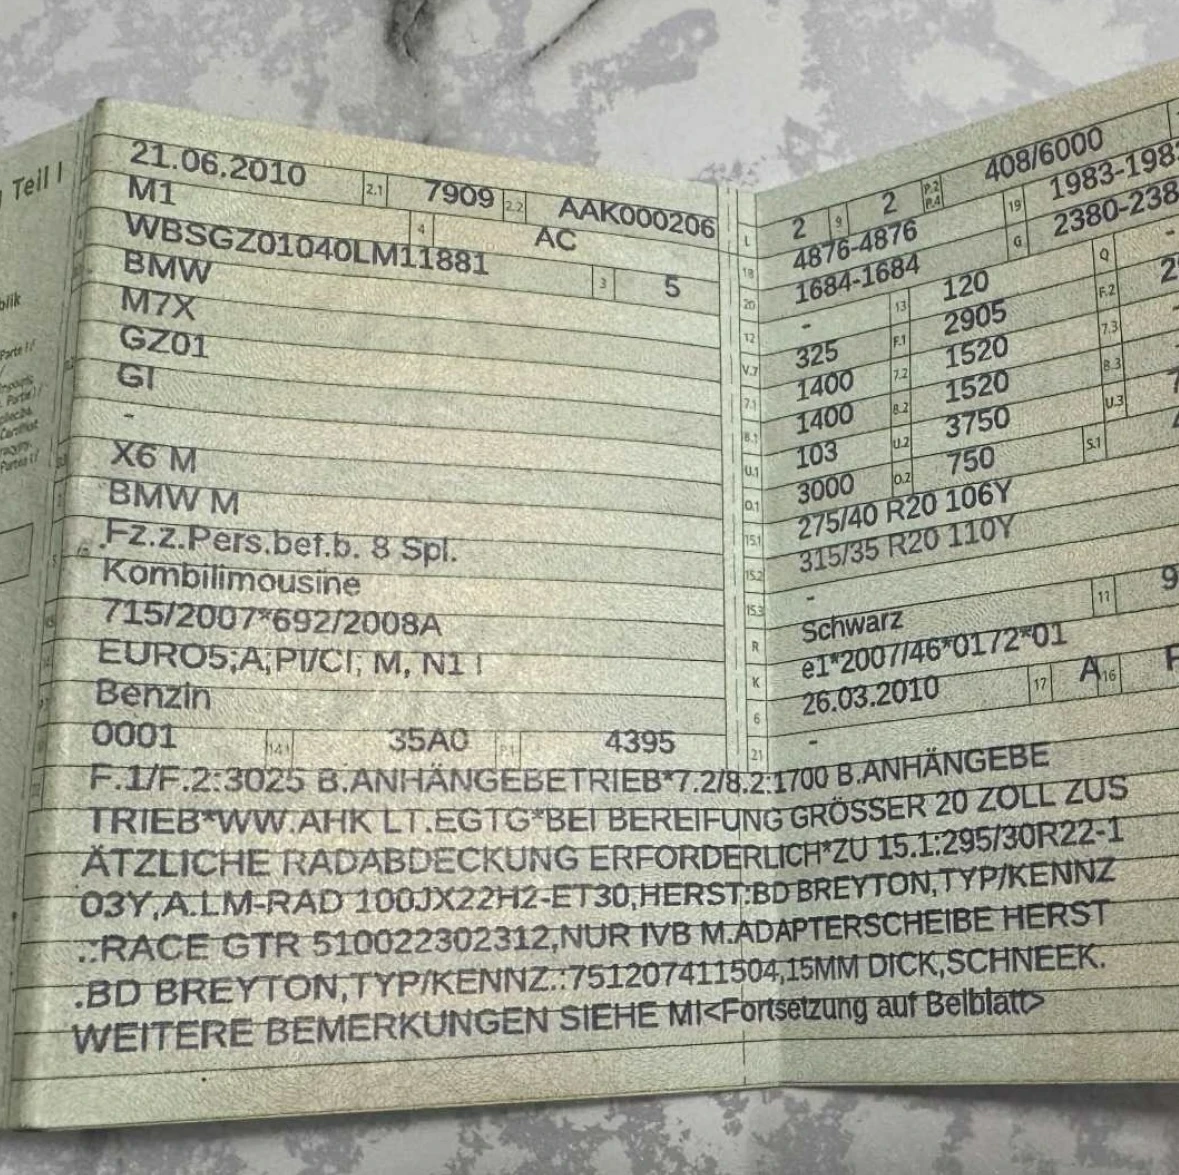 Teil I
21.06.2010 2.1 7909 2.2 AAK000206
M1 4 AC
WBSGZ01040LM11881 3 5
BMW
M7X
GZ01
GI
-
X6 M
BMW M
Fz.z.Pers.bef.b. 8 Spl.
Kombilimousine
715/2007*692/2008A
EURO5;A;PI/CI; M, N1 I
Benzin
0001 14.1 35A0 P.1 4395
L 2 9 2 P.2 P.4 408/6000
18 4876-4876 19 1983-198
20 1684-1684 G 2380-238
12 - 13 120 Q -
V.7 325 F.1 2905 F.2 2
7.1 1400 7.2 1520 7.3 -
8.1 1400 8.2 1520 8.3 -
U.1 103 U.2 3750 U.3 7
O.1 3000 O.2 750 S.1
15.1 275/40 R20 106Y
15.2 315/35 R20 110Y
15.3 -
R Schwarz 11 9
K e1*2007/46*0172*01
6 26.03.2010 17 A 16
21 -
F.1/F.2:3025 B.ANHÄNGEBETRIEB*7.2/8.2:1700 B.ANHÄNGEBE
TRIEB*WW.AHK LT.EGTG*BEI BEREIFUNG GRÖSSER 20 ZOLL ZUS
ÄTZLICHE RADABDECKUNG ERFORDERLICH*ZU 15.1:295/30R22-1
03Y,A.LM-RAD 100JX22H2-ET30,HERST:BD BREYTON,TYP/KENNZ
.:RACE GTR 510022302312,NUR IVB M.ADAPTERSCHEIBE HERST
.BD BREYTON,TYP/KENNZ.:751207411504,15MM DICK,SCHNEEK.
WEITERE BEMERKUNGEN SIEHE MI<Fortsetzung auf Beiblatt>